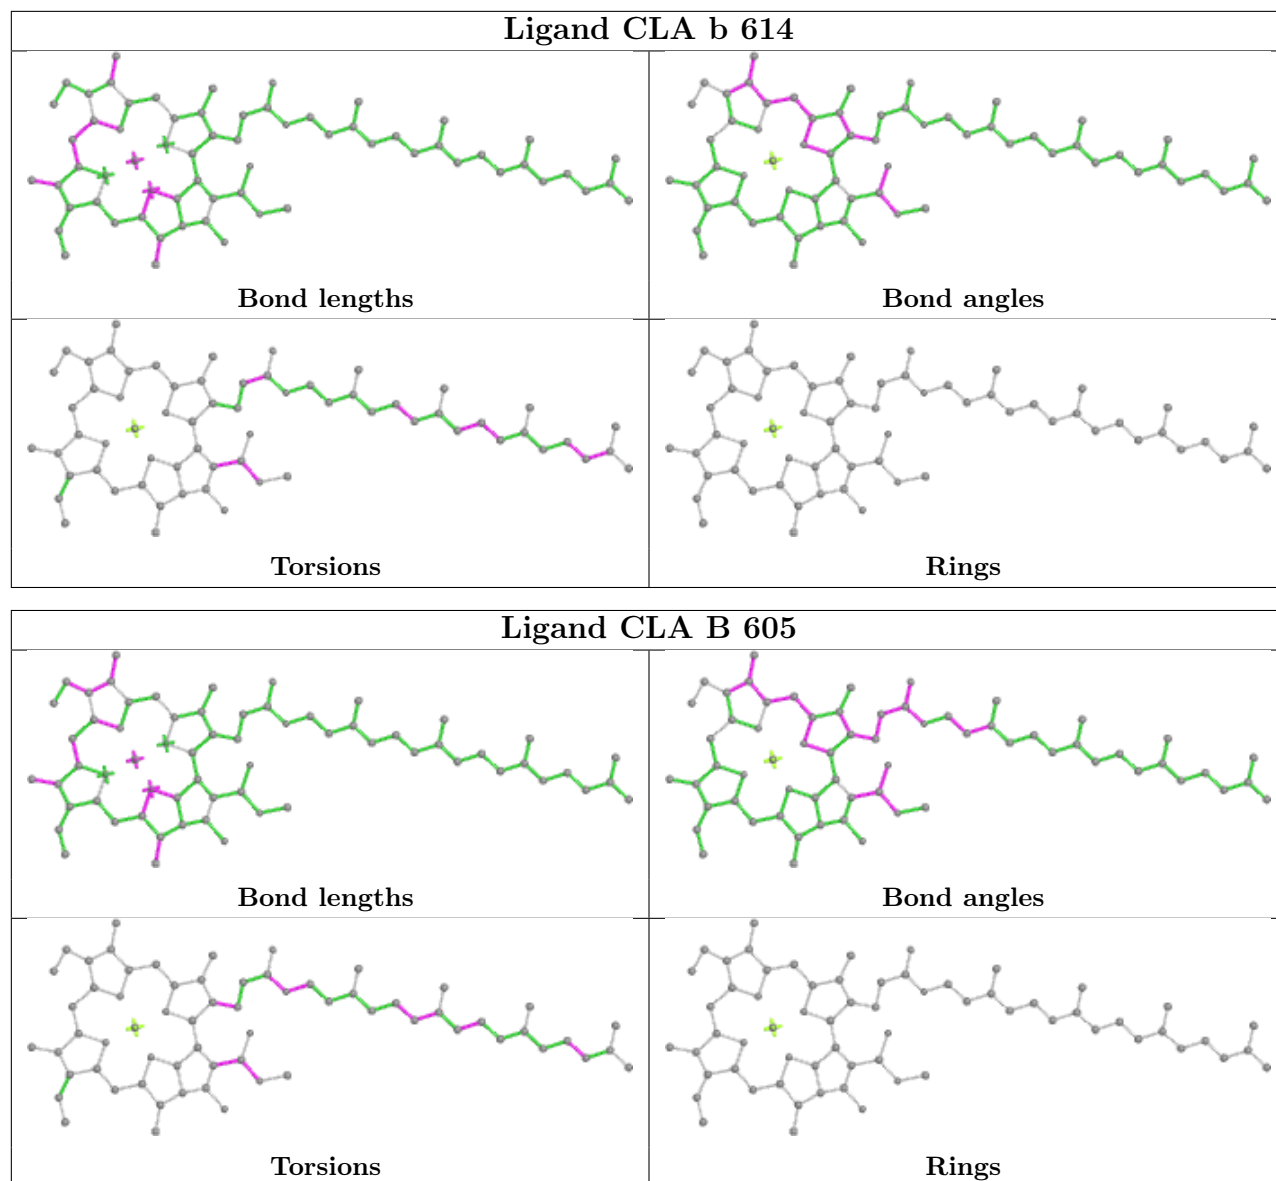 Ligand CLA b 614
Bond lengths
Bond angles
Torsions
Rings
Ligand CLA B 605
Bond lengths
Bond angles
Torsions
Rings